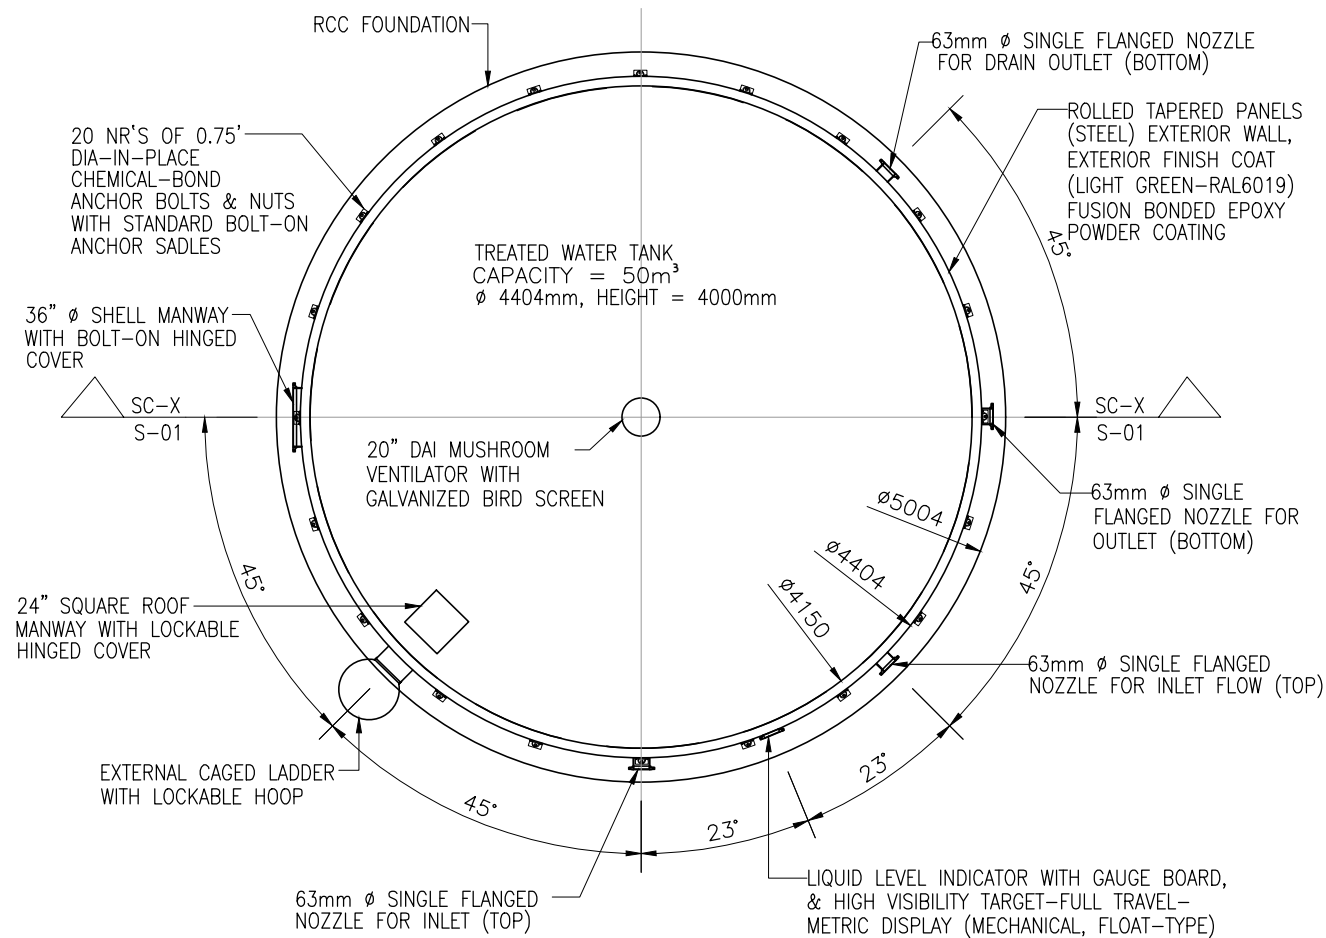 RCC FOUNDATION
63mm ø SINGLE FLANGED NOZZLE
FOR DRAIN OUTLET (BOTTOM)
20 NR'S OF 0.75'
DIA-IN-PLACE
CHEMICAL-BOND
ANCHOR BOLTS & NUTS
WITH STANDARD BOLT-ON
ANCHOR SADLES
ROLLED TAPERED PANELS
(STEEL) EXTERIOR WALL,
EXTERIOR FINISH COAT
(LIGHT GREEN-RAL6019)
FUSION BONDED EPOXY
POWDER COATING
45°
TREATED WATER TANK
CAPACITY = 50m³
ø 4404mm, HEIGHT = 4000mm
36" ø SHELL MANWAY
WITH BOLT-ON HINGED
COVER
SC-X
S-01
SC-X
S-01
20" DAI MUSHROOM
VENTILATOR WITH
GALVANIZED BIRD SCREEN
63mm ø SINGLE
FLANGED NOZZLE FOR
OUTLET (BOTTOM)
ø5004
ø4404
ø4150
45°
45°
24" SQUARE ROOF
MANWAY WITH LOCKABLE
HINGED COVER
63mm ø SINGLE FLANGED
NOZZLE FOR INLET FLOW (TOP)
EXTERNAL CAGED LADDER
WITH LOCKABLE HOOP
45°
23°
23°
63mm ø SINGLE FLANGED
NOZZLE FOR INLET (TOP)
LIQUID LEVEL INDICATOR WITH GAUGE BOARD,
& HIGH VISIBILITY TARGET-FULL TRAVEL-
METRIC DISPLAY (MECHANICAL, FLOAT-TYPE)